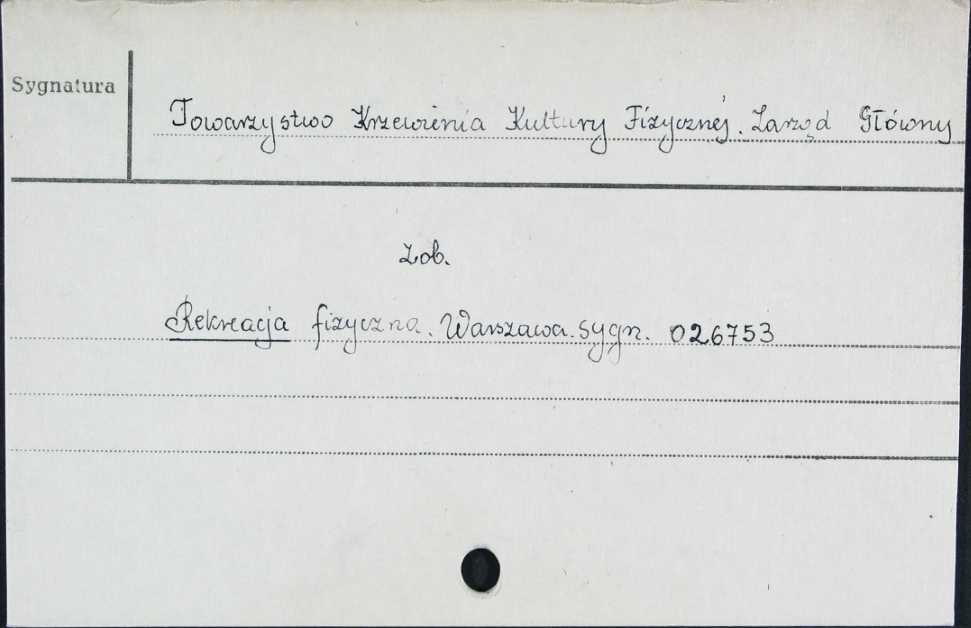 Sygnatura
Towarzystwo Krzewienia Kultury Fizycznej. Zarząd Główny
Zob.
Rekreacja fizyczna. Warszawa. sygn. 026753